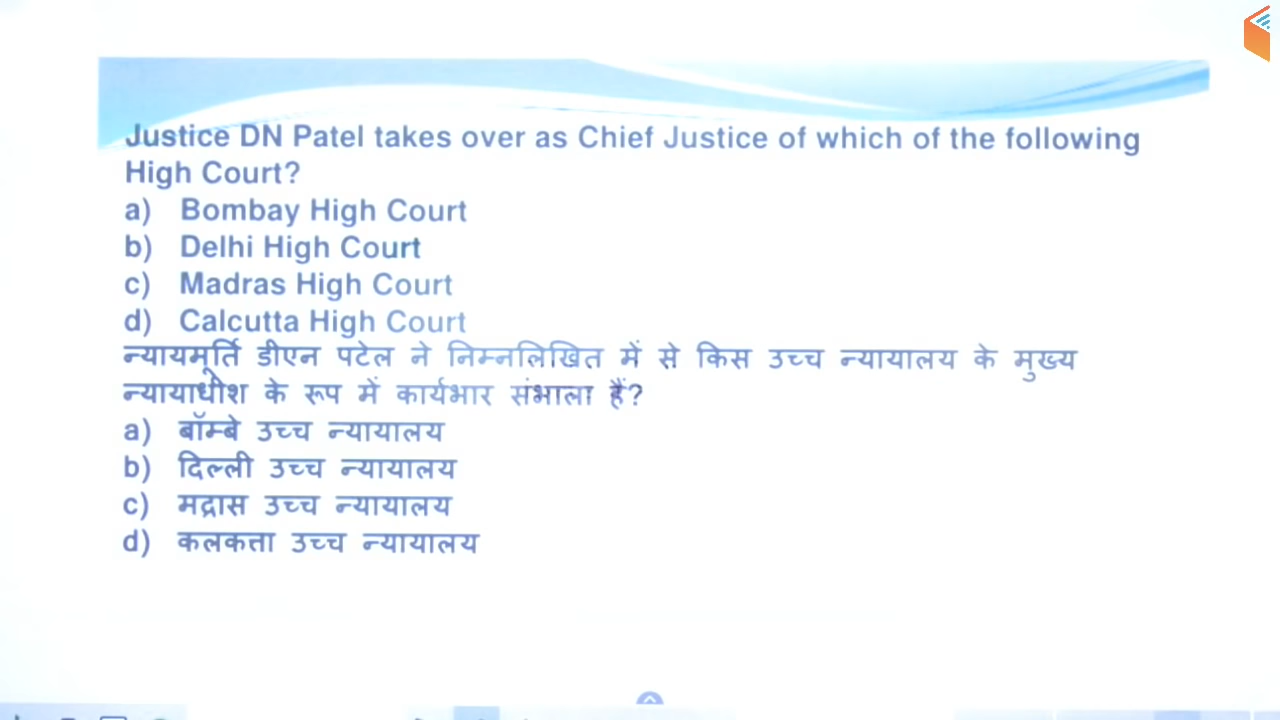 Justice DN Patel takes over as Chief Justice of which of the following
High Court?
a) Bombay High Court
b) Delhi High Court
c) Madras High Court
d) Calcutta High Court
न्यायमूर्ति डीएन पटेल ने निम्नलिखित में से किस उच्च न्यायालय के मुख्य
न्यायाधीश के रूप में कार्यभार संभाला हैं?
a) बॉम्बे उच्च न्यायालय
b) दिल्ली उच्च न्यायालय
c) मद्रास उच्च न्यायालय
d) कलकत्ता उच्च न्यायालय